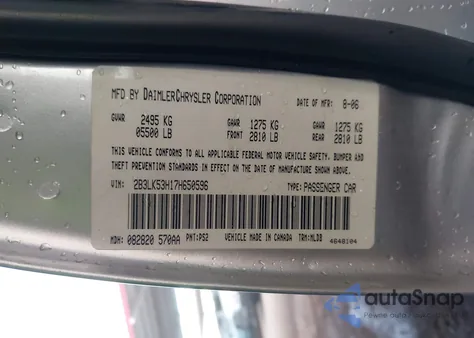 MFD BY DAIMLERCHRYSLER CORPORATION DATE OF MFR: 8-06
GVWR 2495 KG GAWR 1275 KG GAWR 1275 KG
05500 LB FRONT 2810 LB REAR 2810 LB
THIS VEHICLE CONFORMS TO ALL APPLICABLE FEDERAL MOTOR VEHICLE SAFETY, BUMPER AND
THEFT PREVENTION STANDARDS IN EFFECT ON THE DATE OF MANUFACTURE SHOWN ABOVE.
VIN: 2B3LK53H17H650596 TYPE: PASSENGER CAR
MDH: 082820 570AA PNT: PS2 VEHICLE MADE IN CANADA TRM: NLDB 4648104
autoSnap